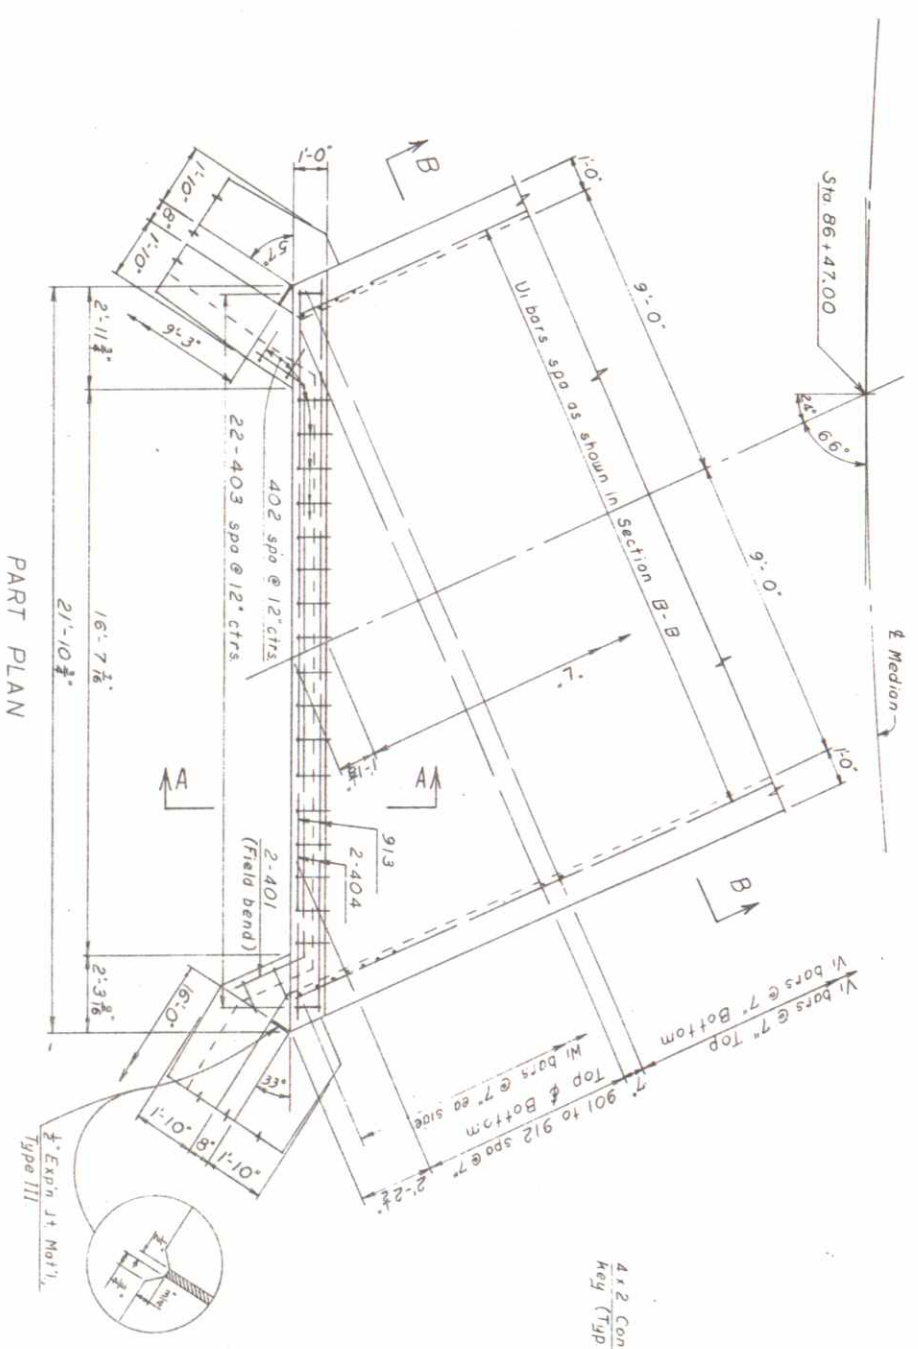 Sta. 86+47.00
24°
66°
℄ Median
1'-0"
9'-0"
9'-0"
1'-0"
B
B
U₁ bars spa as shown in Section B-B
"L"
1'-0"
57°
1'-10"
8"
1'-10"
9'-3"
2'-11 3/4"
402 spa @ 12" ctrs.
22-403 spa @ 12" ctrs.
16'-7 7/16"
21'-10 3/4"
A
A
913
2-404
2-401
(Field bend)
2'-3 9/16"
16'-0"
33°
1'-10"
8"
1'-10"
V₁ bars @ 7" Top
V₁ bars @ 7" Bottom
7"
901 to 912 spa @ 7"
Top & Bottom
W₁ bars @ 7" ea side
2'-2 1/2"
1/2" Exp'n Jt. Mat'l,
Type III
4 x 2 Con
Key (Typ
PART PLAN